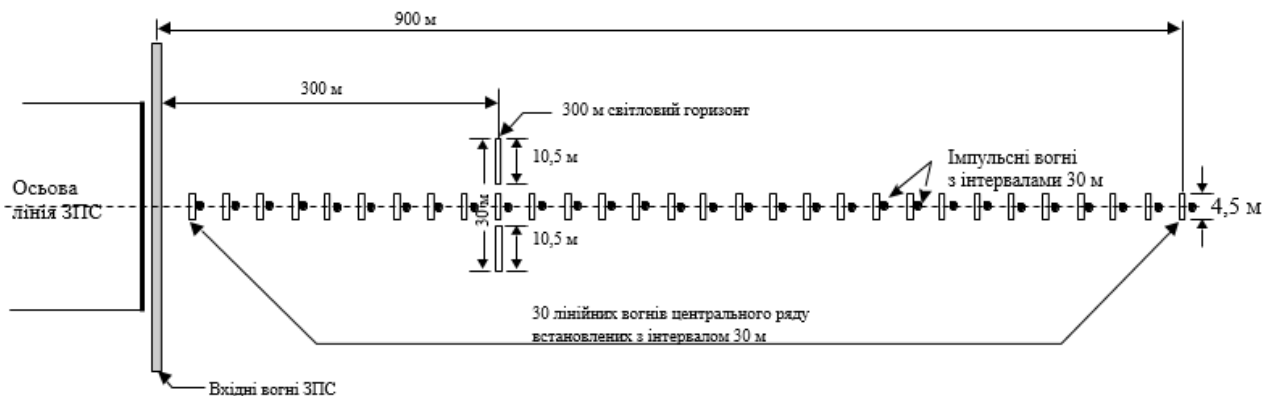 900 м
300 м
300 м світловий горизонт
10,5 м
Імпульсні вогні
з інтервалами 30 м
Осьова
лінія ЗПС
30 м
4,5 м
10,5 м
30 лінійних вогнів центрального ряду
встановлених з інтервалом 30 м
Вхідні вогні ЗПС